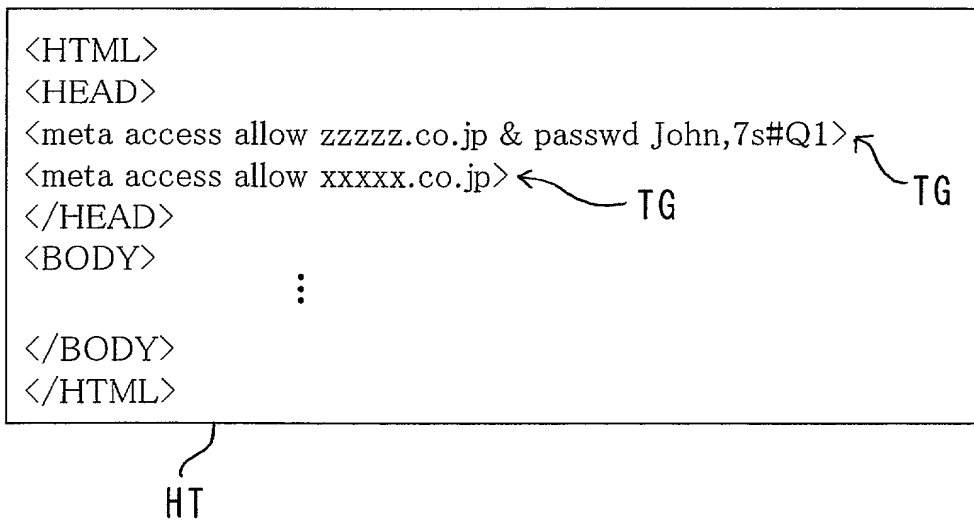 <HTML>
<HEAD>
<meta access allow zzzzz.co.jp & passwd John,7s#Q1>
TG
<meta access allow xxxxx.co.jp>
TG
</HEAD>
<BODY>
⋮
</BODY>
</HTML>
HT